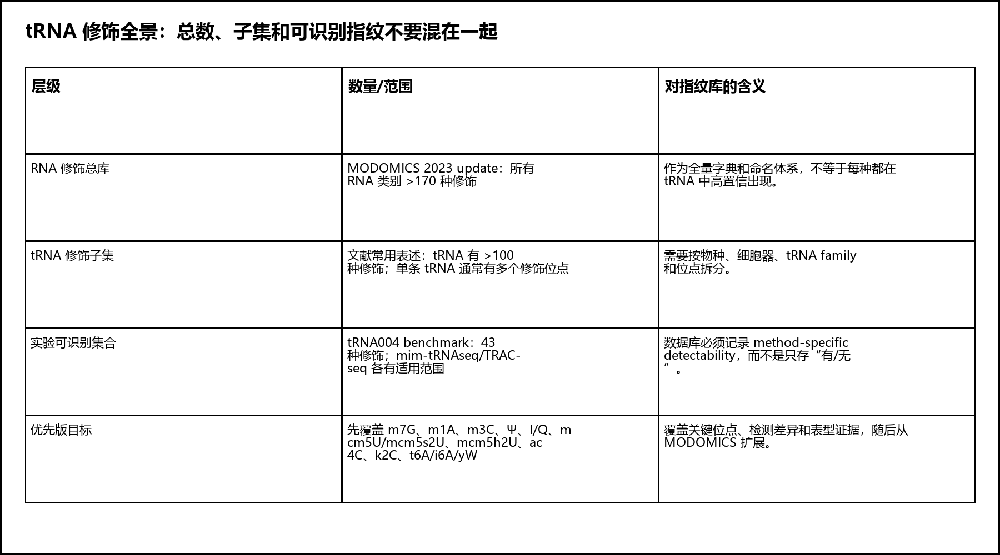 tRNA 修饰全景：总数、子集和可识别指纹不要混在一起
层级
数量/范围
对指纹库的含义
RNA 修饰总库
MODOMICS 2023 update：所有
RNA 类别 >170 种修饰
作为全量字典和命名体系，不等于每种都在
tRNA 中高置信出现。
tRNA 修饰子集
文献常用表述：tRNA 有 >100
种修饰；单条 tRNA 通常有多个修饰位点
需要按物种、细胞器、tRNA family
和位点拆分。
实验可识别集合
tRNA004 benchmark：43
种修饰；mim-tRNAseq/TRAC-
seq 各有适用范围
数据库必须记录 method-specific
detectability，而不是只存“有/无
”。
优先版目标
先覆盖 m7G、m1A、m3C、Ψ、I/Q、m
cm5U/mcm5s2U、mcm5h2U、ac
4C、k2C、t6A/i6A/yW
覆盖关键位点、检测差异和表型证据，随后从
MODOMICS 扩展。